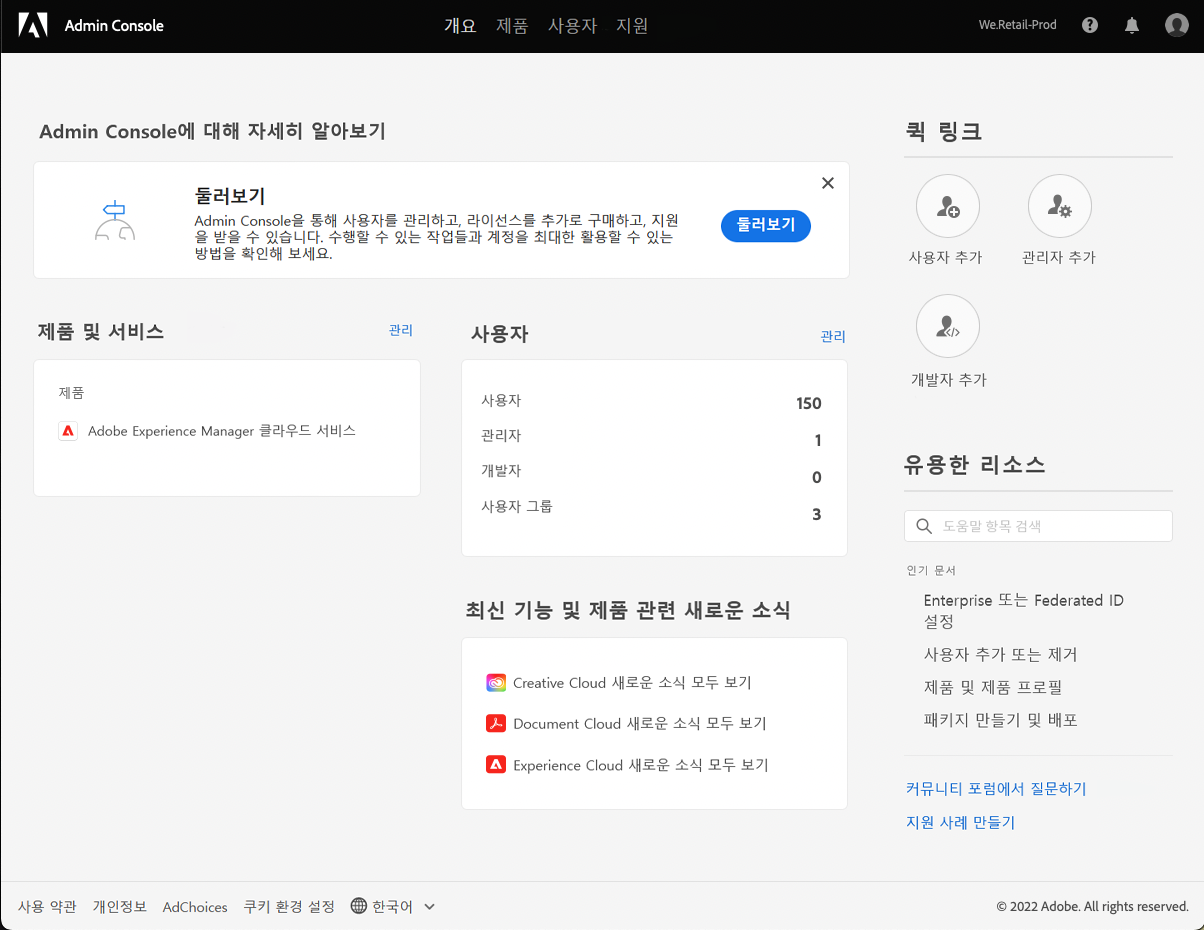 Admin Console
개요 제품 사용자 지원
We.Retail-Prod
Admin Console에 대해 자세히 알아보기
둘러보기
Admin Console을 통해 사용자를 관리하고, 라이선스를 추가로 구매하고, 지원
을 받을 수 있습니다. 수행할 수 있는 작업들과 계정을 최대한 활용할 수 있는
방법을 확인해 보세요.
둘러보기
제품 및 서비스
관리
제품
Adobe Experience Manager 클라우드 서비스
사용자
관리
사용자 150
관리자 1
개발자 0
사용자 그룹 3
최신 기능 및 제품 관련 새로운 소식
Creative Cloud 새로운 소식 모두 보기
Document Cloud 새로운 소식 모두 보기
Experience Cloud 새로운 소식 모두 보기
퀵 링크
사용자 추가
관리자 추가
개발자 추가
유용한 리소스
도움말 항목 검색
인기 문서
Enterprise 또는 Federated ID
설정
사용자 추가 또는 제거
제품 및 제품 프로필
패키지 만들기 및 배포
커뮤니티 포럼에서 질문하기
지원 사례 만들기
사용 약관 개인정보 AdChoices 쿠키 환경 설정 한국어
© 2022 Adobe. All rights reserved.